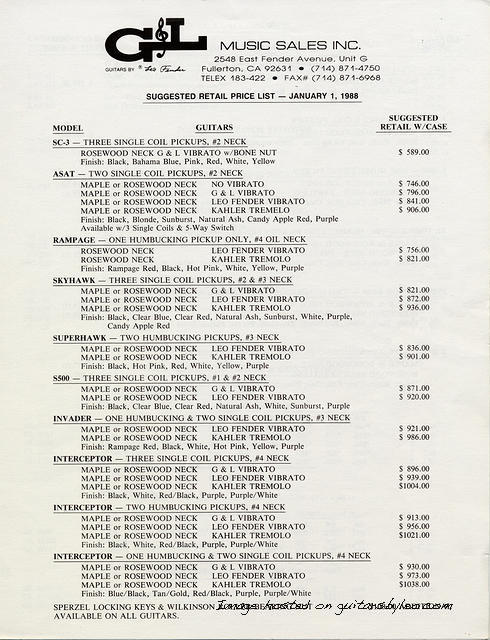 G&L
MUSIC SALES INC.
GUITARS BY Leo Fender
2548 East Fender Avenue, Unit G
Fullerton, CA 92631 ● (714) 871-4750
TELEX 183-422 ● FAX# (714) 871-6968
SUGGESTED RETAIL PRICE LIST — JANUARY 1, 1988
MODEL GUITARS SUGGESTED RETAIL W/CASE
SC-3 — THREE SINGLE COIL PICKUPS, #2 NECK
ROSEWOOD NECK G & L VIBRATO w/BONE NUT $ 589.00
Finish: Black, Bahama Blue, Pink, Red, White, Yellow
ASAT — TWO SINGLE COIL PICKUPS, #2 NECK
MAPLE or ROSEWOOD NECK NO VIBRATO $ 746.00
MAPLE or ROSEWOOD NECK G & L VIBRATO $ 796.00
MAPLE or ROSEWOOD NECK LEO FENDER VIBRATO $ 841.00
MAPLE or ROSEWOOD NECK KAHLER TREMELO $ 906.00
Finish: Black, Blonde, Sunburst, Natural Ash, Candy Apple Red, Purple
Available w/3 Single Coils & 5-Way Switch
RAMPAGE — ONE HUMBUCKING PICKUP ONLY, #4 OIL NECK
ROSEWOOD NECK LEO FENDER VIBRATO $ 756.00
ROSEWOOD NECK KAHLER TREMELO $ 821.00
Finish: Rampage Red, Black, Hot Pink, White, Yellow, Purple
SKYHAWK — THREE SINGLE COIL PICKUPS, #2 & #3 NECK
MAPLE or ROSEWOOD NECK G & L VIBRATO $ 821.00
MAPLE or ROSEWOOD NECK LEO FENDER VIBRATO $ 872.00
MAPLE or ROSEWOOD NECK KAHLER TREMELO $ 936.00
Finish: Black, Clear Blue, Clear Red, Natural Ash, Sunburst, White, Purple,
Candy Apple Red
SUPERHAWK — TWO HUMBUCKING PICKUPS, #3 NECK
MAPLE or ROSEWOOD NECK LEO FENDER VIBRATO $ 836.00
MAPLE or ROSEWOOD NECK KAHLER TREMELO $ 901.00
Finish: Black, Hot Pink, Red, White, Yellow, Purple
S500 — THREE SINGLE COIL PICKUPS, #1 & #2 NECK
MAPLE or ROSEWOOD NECK G & L VIBRATO $ 871.00
MAPLE or ROSEWOOD NECK LEO FENDER VIBRATO $ 920.00
Finish: Black, Clear Blue, Clear Red, Natural Ash, White, Sunburst, Purple
INVADER — ONE HUMBUCKING & TWO SINGLE COIL PICKUPS, #3 NECK
MAPLE or ROSEWOOD NECK LEO FENDER VIBRATO $ 921.00
MAPLE or ROSEWOOD NECK KAHLER TREMELO $ 986.00
Finish: Rampage Red, Black, White, Hot Pink, Yellow, Purple
INTERCEPTOR — THREE SINGLE COIL PICKUPS, #4 NECK
MAPLE or ROSEWOOD NECK G & L VIBRATO $ 896.00
MAPLE or ROSEWOOD NECK LEO FENDER VIBRATO $ 939.00
MAPLE or ROSEWOOD NECK KAHLER TREMELO $1004.00
Finish: Black, White, Red/Black, Purple, Purple/White
INTERCEPTOR — TWO HUMBUCKING PICKUPS, #4 NECK
MAPLE or ROSEWOOD NECK G & L VIBRATO $ 913.00
MAPLE or ROSEWOOD NECK LEO FENDER VIBRATO $ 956.00
MAPLE or ROSEWOOD NECK KAHLER TREMELO $1021.00
Finish: Black, White, Red/Black, Purple, Purple/White
INTERCEPTOR — ONE HUMBUCKING & TWO SINGLE COIL PICKUPS, #4 NECK
MAPLE or ROSEWOOD NECK G & L VIBRATO $ 930.00
MAPLE or ROSEWOOD NECK LEO FENDER VIBRATO $ 973.00
MAPLE or ROSEWOOD NECK KAHLER TREMELO $1038.00
Finish: Blue/Black, Tan/Gold, Red/Black, Purple, Purple/White
SPERZEL LOCKING KEYS & WILKINSON
AVAILABLE ON ALL GUITARS.
Image hosted on guitarsbyleo.com